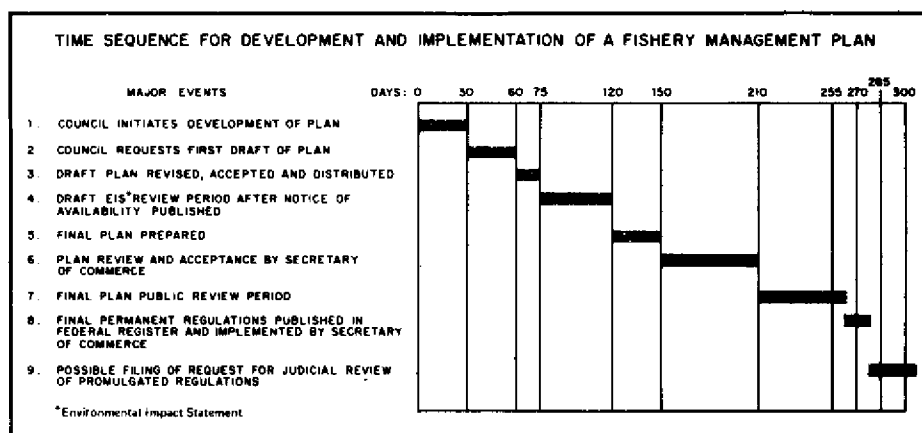 TIME SEQUENCE FOR DEVELOPMENT AND IMPLEMENTATION OF A FISHERY MANAGEMENT PLAN
285
MAJOR EVENTS DAYS: 0 30 60 75 120 150 210 255 270 300
1. COUNCIL INITIATES DEVELOPMENT OF PLAN
2 COUNCIL REQUESTS FIRST DRAFT OF PLAN
3. DRAFT PLAN REVISED, ACCEPTED AND DISTRIBUTED
4. DRAFT EIS* REVIEW PERIOD AFTER NOTICE OF
AVAILABILITY PUBLISHED
5. FINAL PLAN PREPARED
6. PLAN REVIEW AND ACCEPTANCE BY SECRETARY
OF COMMERCE
7. FINAL PLAN PUBLIC REVIEW PERIOD
8. FINAL PERMANENT REGULATIONS PUBLISHED IN
FEDERAL REGISTER AND IMPLEMENTED BY SECRETARY
OF COMMERCE
9. POSSIBLE FILING OF REQUEST FOR JUDICIAL REVIEW
OF PROMULGATED REGULATIONS
*Environmental Impact Statement